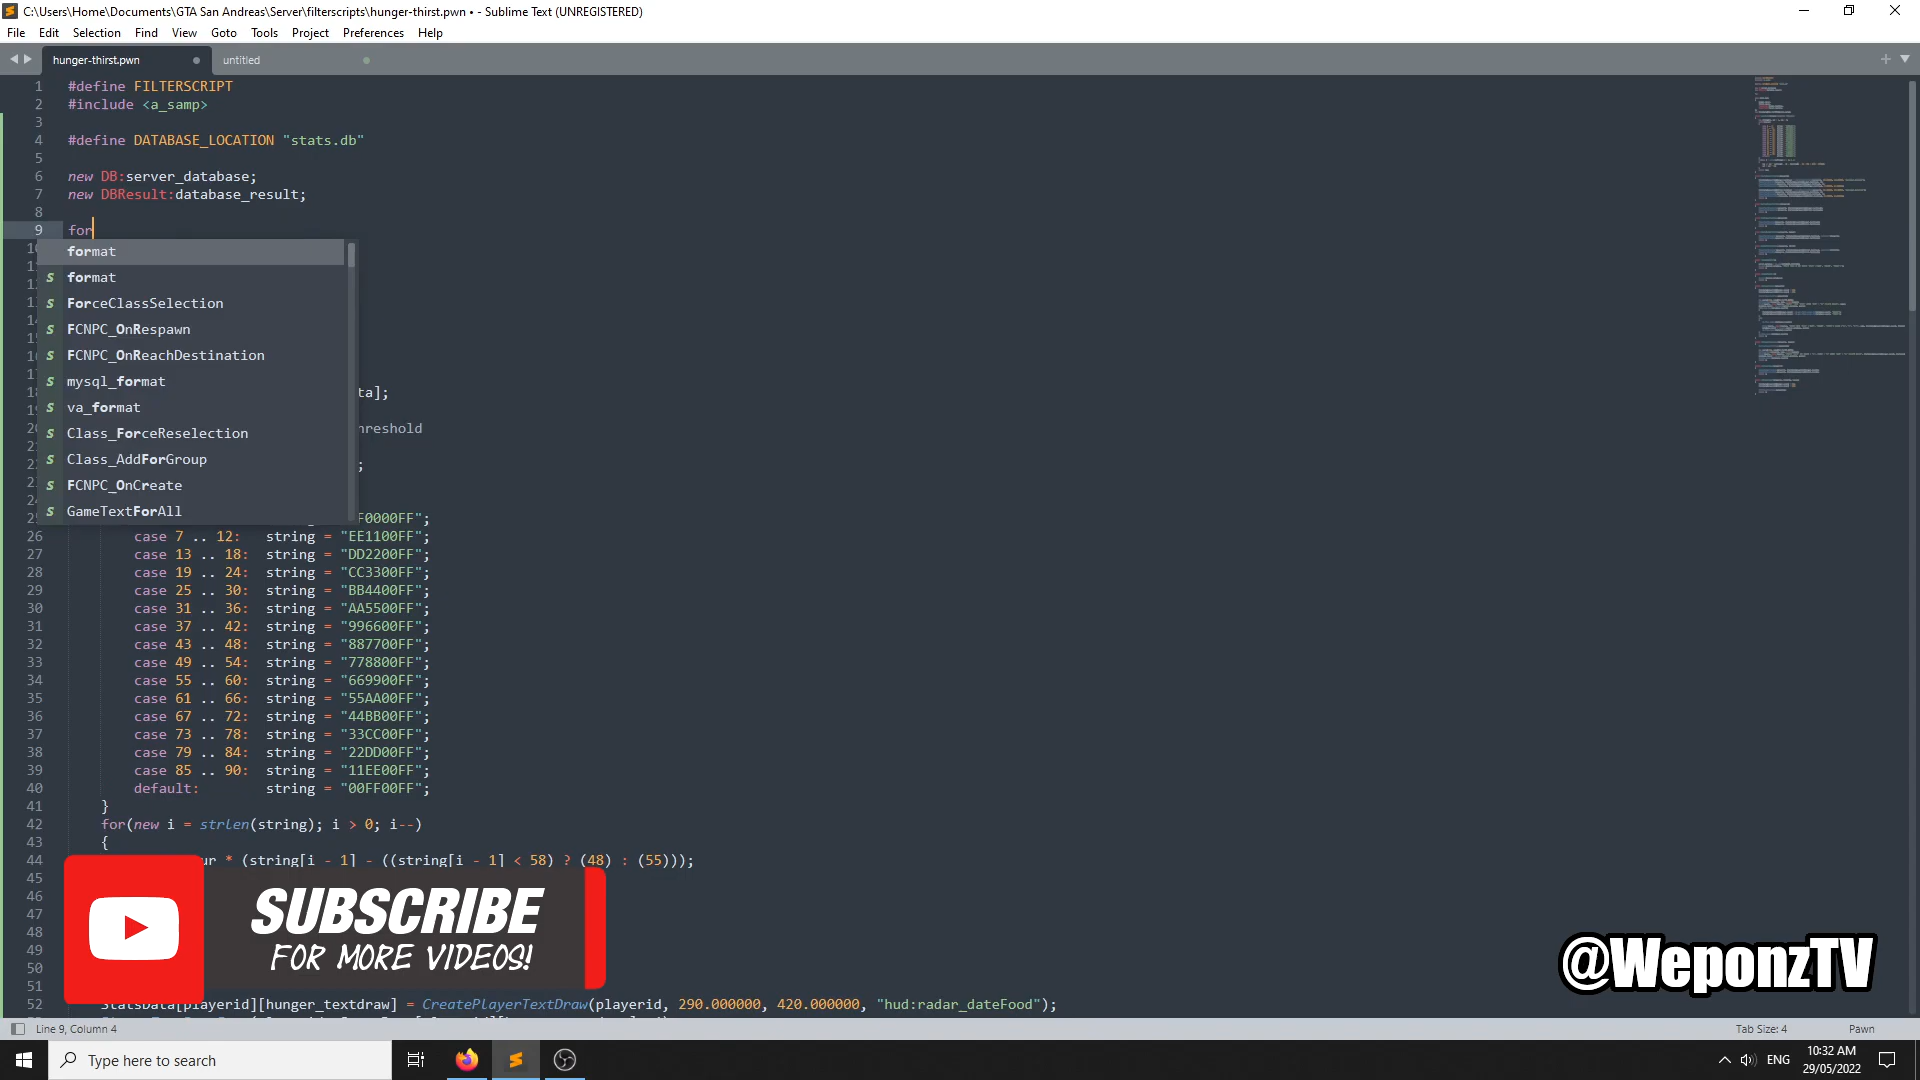 C:\Users\Home\Documents\GTA San Andreas\Server\filterscripts\hunger-thirst.pwn • - Sublime Text (UNREGISTERED)
File Edit Selection Find View Goto Tools Project Preferences Help
hunger-thirst.pwn untitled
1 #define FILTERSCRIPT
2 #include <a_samp>
3
4 #define DATABASE_LOCATION "stats.db"
5
6 new DB:server_database;
7 new DBResult:database_result;
8
9 for
format
format
ForceClassSelection
FCNPC_OnRespawn
FCNPC_OnReachDestination
mysql_format
18 ta];
va_format
20 hreshold
Class_ForceReselection
Class_AddForGroup
22 ;
FCNPC_OnCreate
GameTextForAll
25 F0000FF";
26 case 7 .. 12: string = "EE1100FF";
27 case 13 .. 18: string = "DD2200FF";
28 case 19 .. 24: string = "CC3300FF";
29 case 25 .. 30: string = "BB4400FF";
30 case 31 .. 36: string = "AA5500FF";
31 case 37 .. 42: string = "996600FF";
32 case 43 .. 48: string = "887700FF";
33 case 49 .. 54: string = "778800FF";
34 case 55 .. 60: string = "669900FF";
35 case 61 .. 66: string = "55AA00FF";
36 case 67 .. 72: string = "44BB00FF";
37 case 73 .. 78: string = "33CC00FF";
38 case 79 .. 84: string = "22DD00FF";
39 case 85 .. 90: string = "11EE00FF";
40 default: string = "00FF00FF";
41 }
42 for(new i = strlen(string); i > 0; i--)
43 {
44 ur * (string[i - 1] - ((string[i - 1] < 58) ? (48) : (55)));
45
46
47
48
49
50
51
SUBSCRIBE
FOR MORE VIDEOS!
@WeponzTV
52 StatsData[playerid][hunger_textdraw] = CreatePlayerTextDraw(playerid, 290.000000, 420.000000, "hud:radar_dateFood");
Line 9, Column 4 Tab Size: 4 Pawn
Type here to search
ENG
10:32 AM
29/05/2022